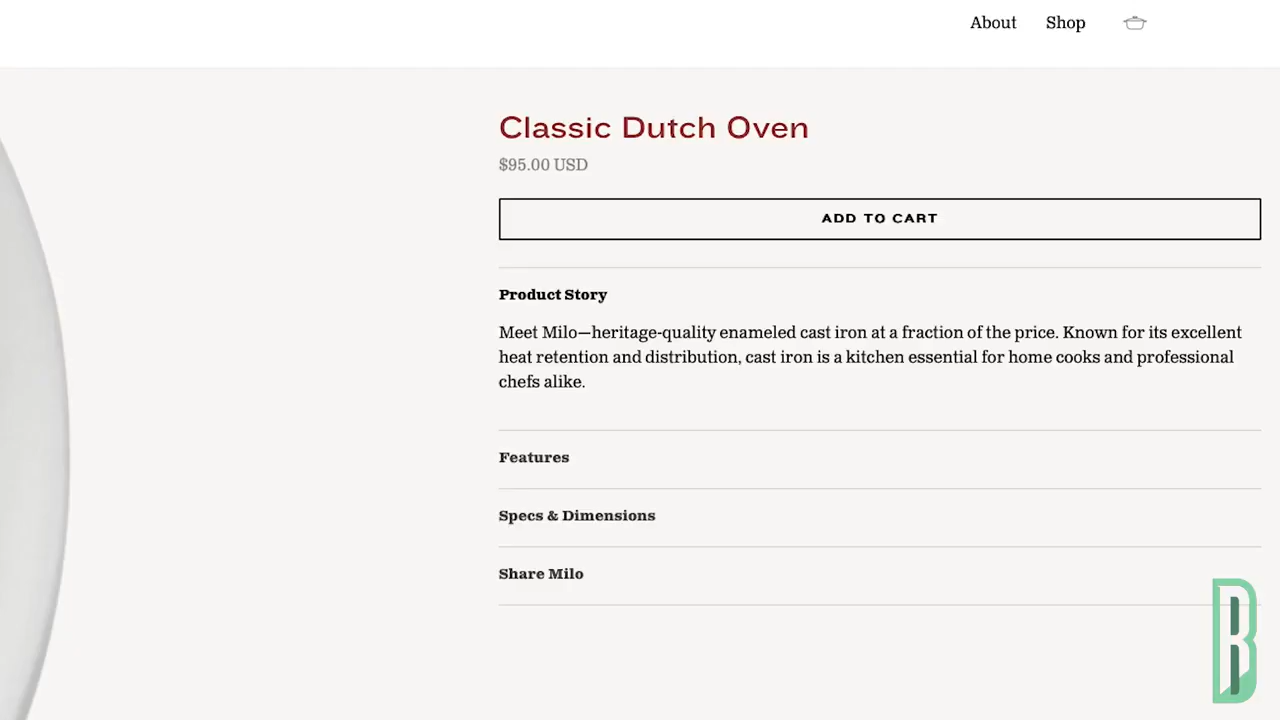 About Shop
Classic Dutch Oven
$95.00 USD
ADD TO CART
Product Story
Meet Milo—heritage-quality enameled cast iron at a fraction of the price. Known for its excellent
heat retention and distribution, cast iron is a kitchen essential for home cooks and professional
chefs alike.
Features
Specs & Dimensions
Share Milo
B